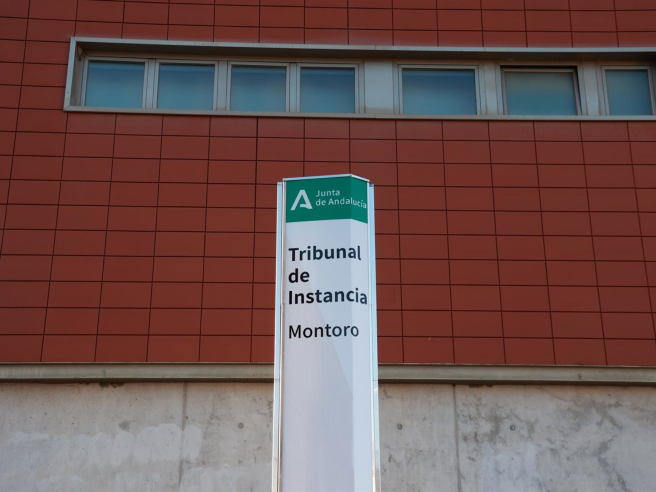 Junta
de Andalucía
Tribunal
de
Instancia
Montoro